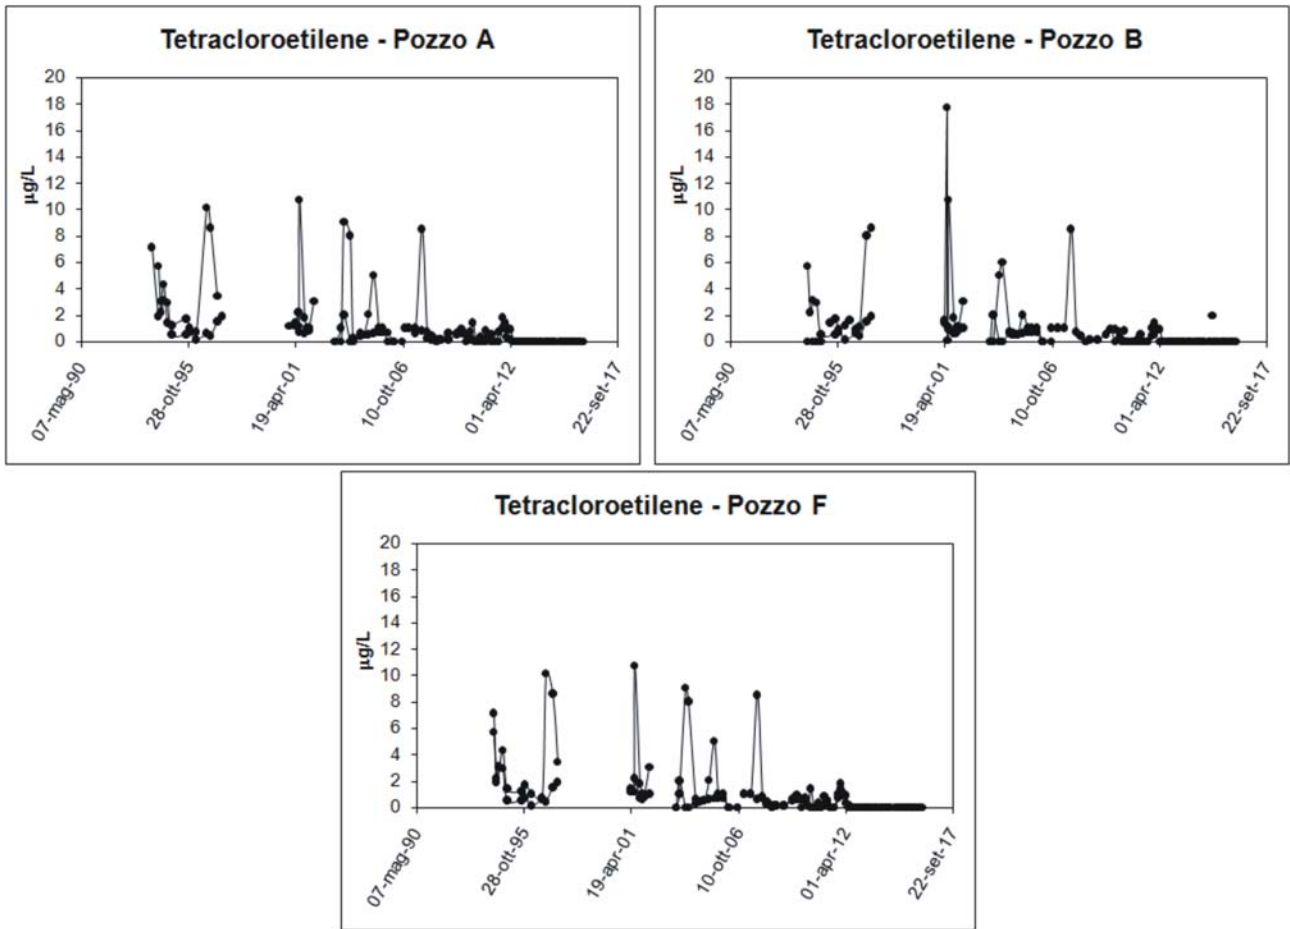 Tetracloroetilene - Pozzo A
20
18
16
14
12
10
8
6
4
2
0
µg/L
07-mag-90
28-ott-95
19-apr-01
10-ott-06
01-apr-12
22-set-17
Tetracloroetilene - Pozzo B
20
18
16
14
12
10
8
6
4
2
0
µg/L
07-mag-90
28-ott-95
19-apr-01
10-ott-06
01-apr-12
22-set-17
Tetracloroetilene - Pozzo F
20
18
16
14
12
10
8
6
4
2
0
µg/L
07-mag-90
28-ott-95
19-apr-01
10-ott-06
01-apr-12
22-set-17